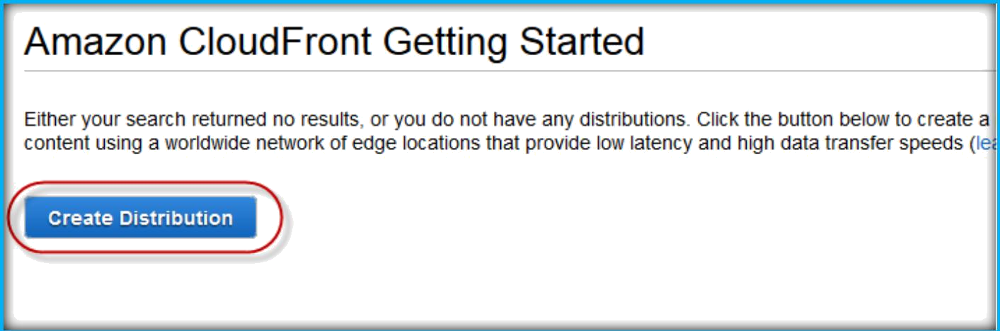 Amazon CloudFront Getting Started
Either your search returned no results, or you do not have any distributions. Click the button below to create a
content using a worldwide network of edge locations that provide low latency and high data transfer speeds (lea
Create Distribution